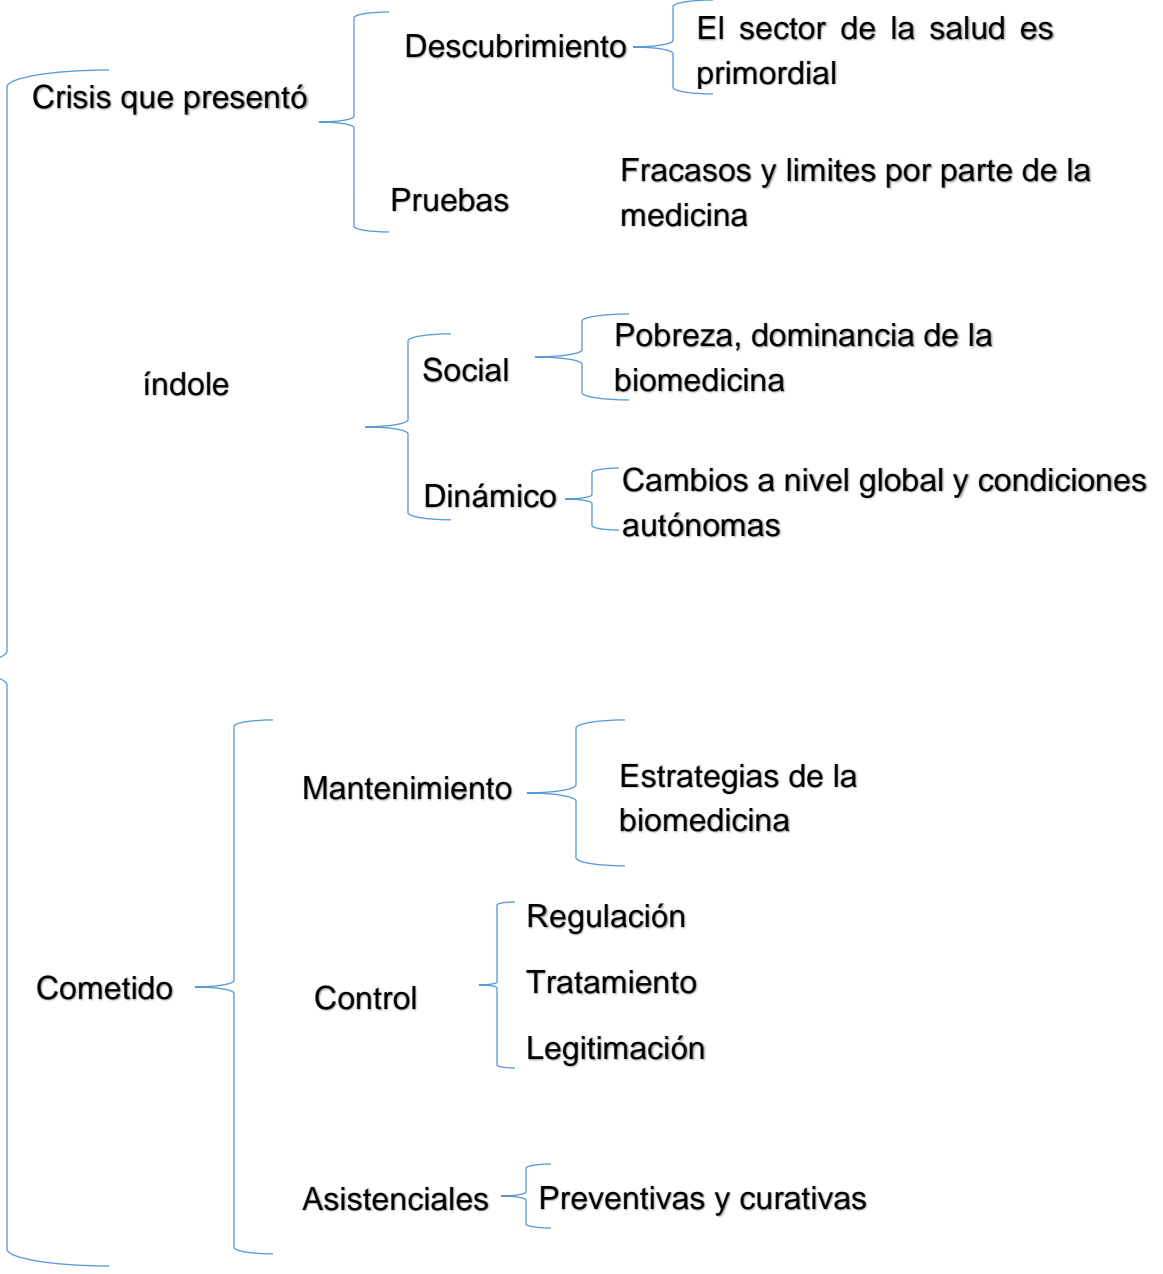 Crisis que presentó
Descubrimiento
El sector de la salud es
primordial
Pruebas
Fracasos y limites por parte de la
medicina
índole
Social
Pobreza, dominancia de la
biomedicina
Dinámico
Cambios a nivel global y condiciones
autónomas
Cometido
Mantenimiento
Estrategias de la
biomedicina
Control
Regulación
Tratamiento
Legitimación
Asistenciales
Preventivas y curativas